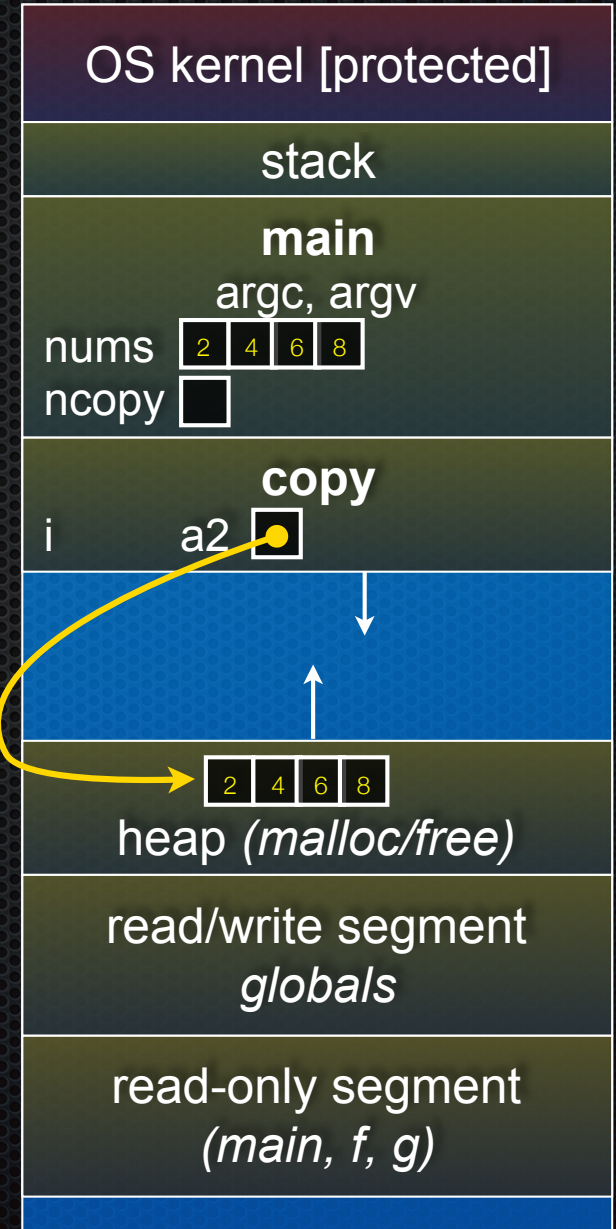 OS kernel [protected]
stack
main
argc, argv
nums 2 4 6 8
ncopy
copy
i a2
2 4 6 8
heap (malloc/free)
read/write segment
globals
read-only segment
(main, f, g)